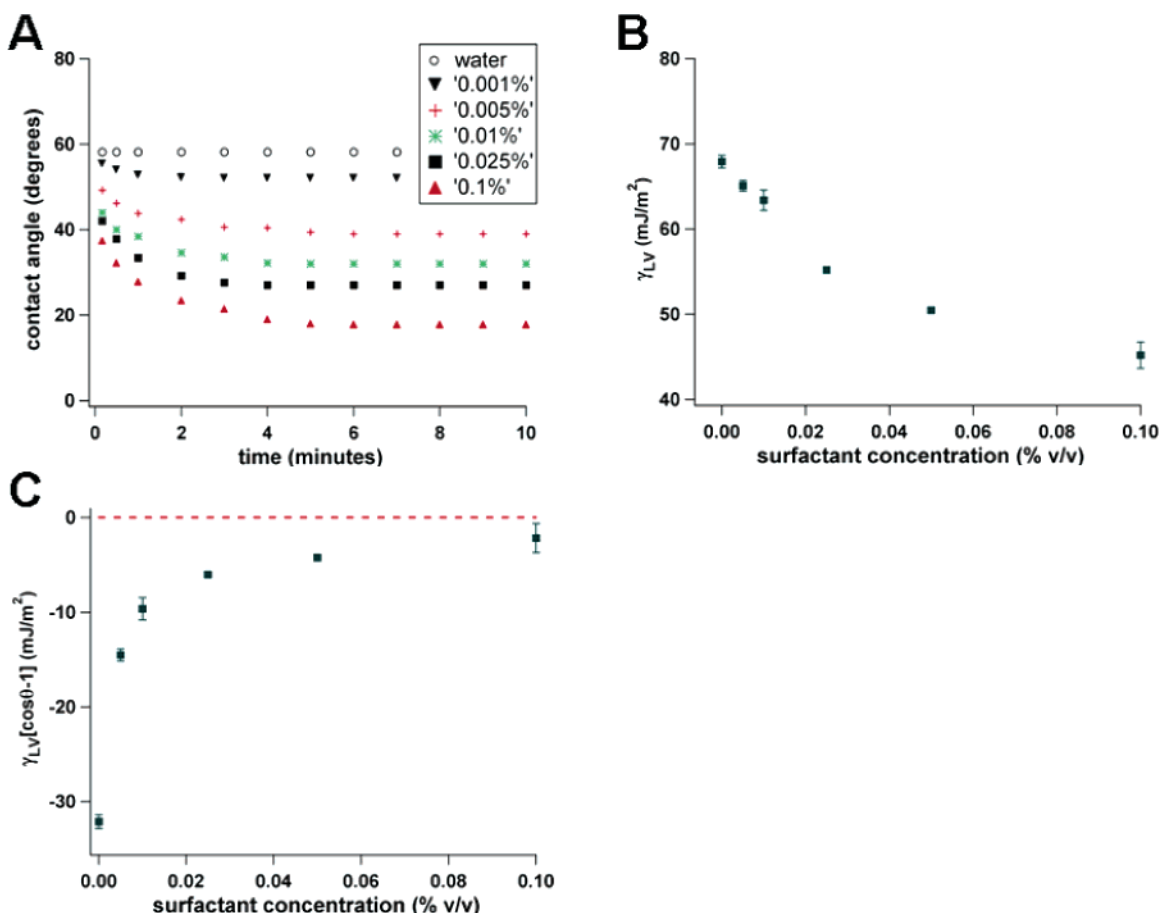 A
80
60
40
20
0
contact angle (degrees)
0 2 4 6 8 10
time (minutes)
water
'0.001%'
'0.005%'
'0.01%'
'0.025%'
'0.1%'
B
80
70
60
50
40
γLV (mJ/m²)
0.00 0.02 0.04 0.06 0.08 0.10
surfactant concentration (% v/v)
C
0
-10
-20
-30
γLV[cosθ-1] (mJ/m²)
0.00 0.02 0.04 0.06 0.08 0.10
surfactant concentration (% v/v)